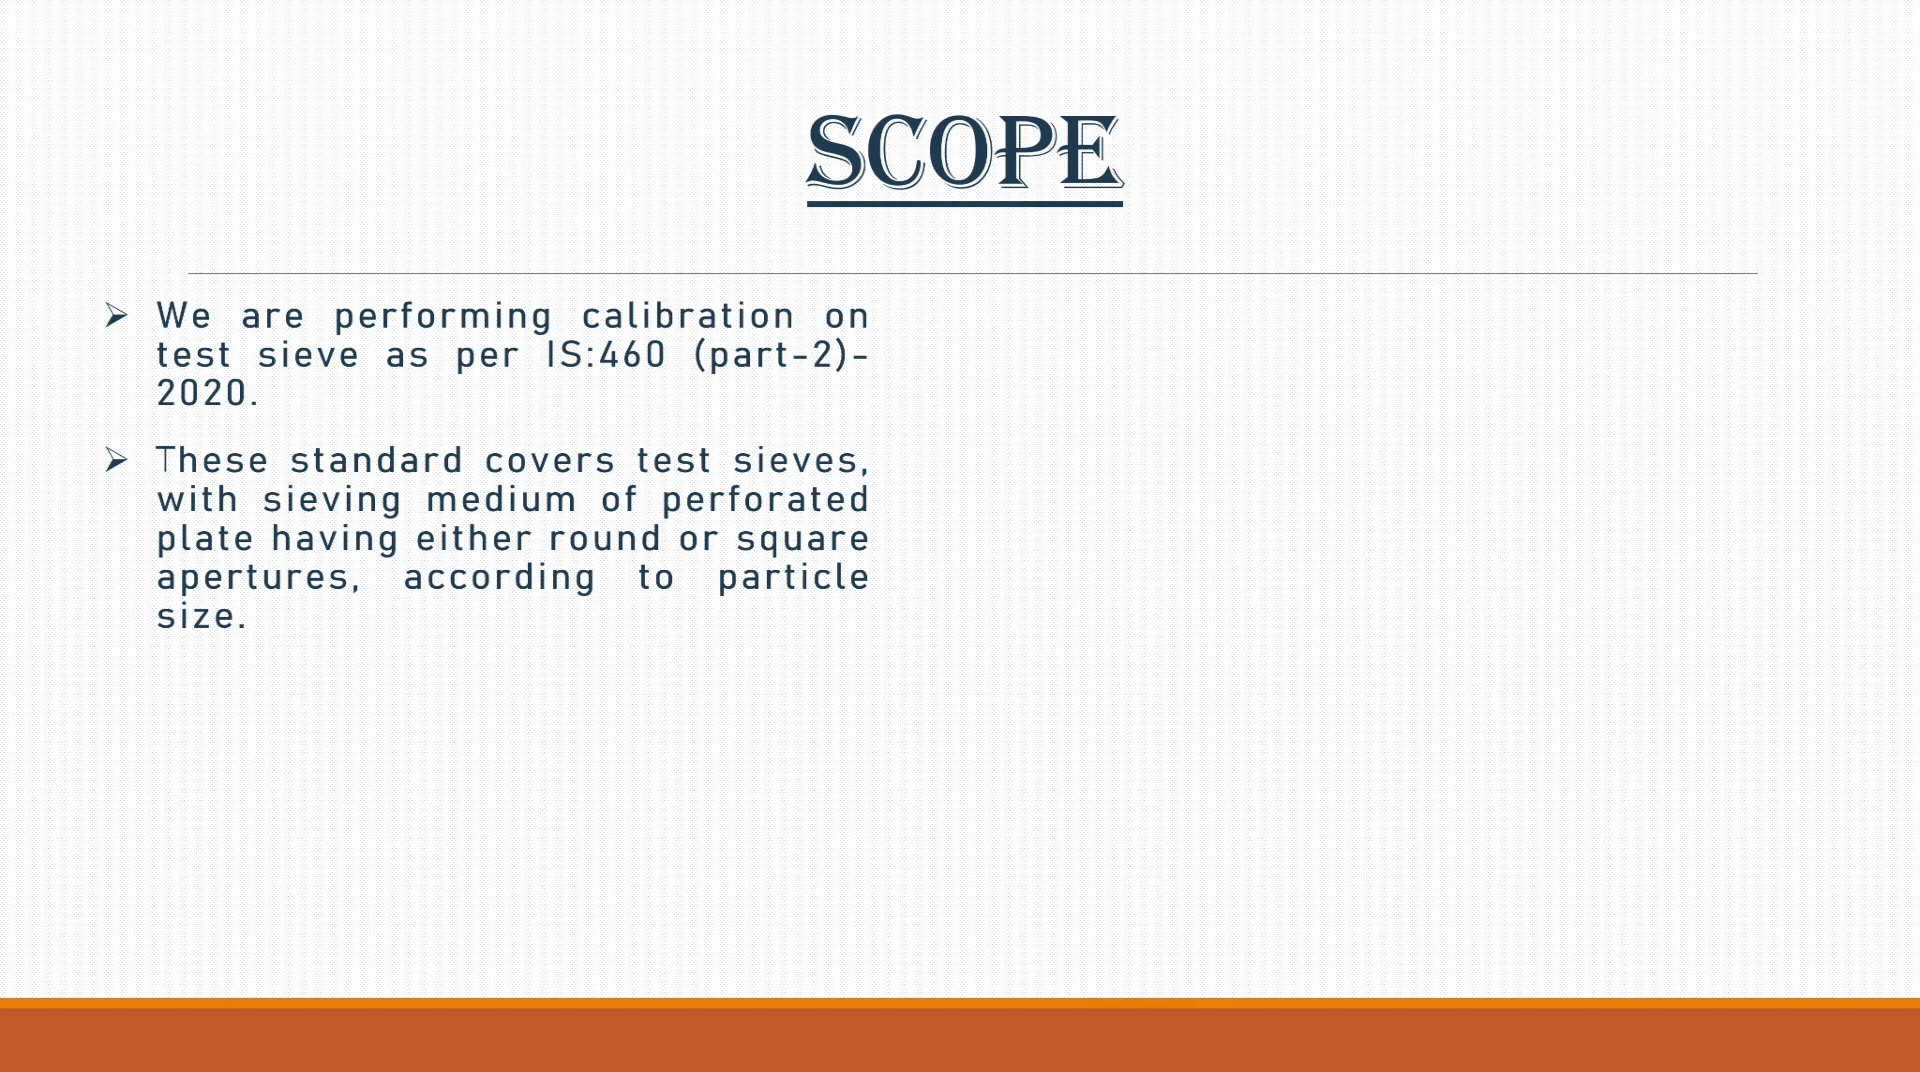 SCOPE
We are performing calibration on
test sieve as per IS:460 (part-2)-
2020.
These standard covers test sieves,
with sieving medium of perforated
plate having either round or square
apertures, according to particle
size.